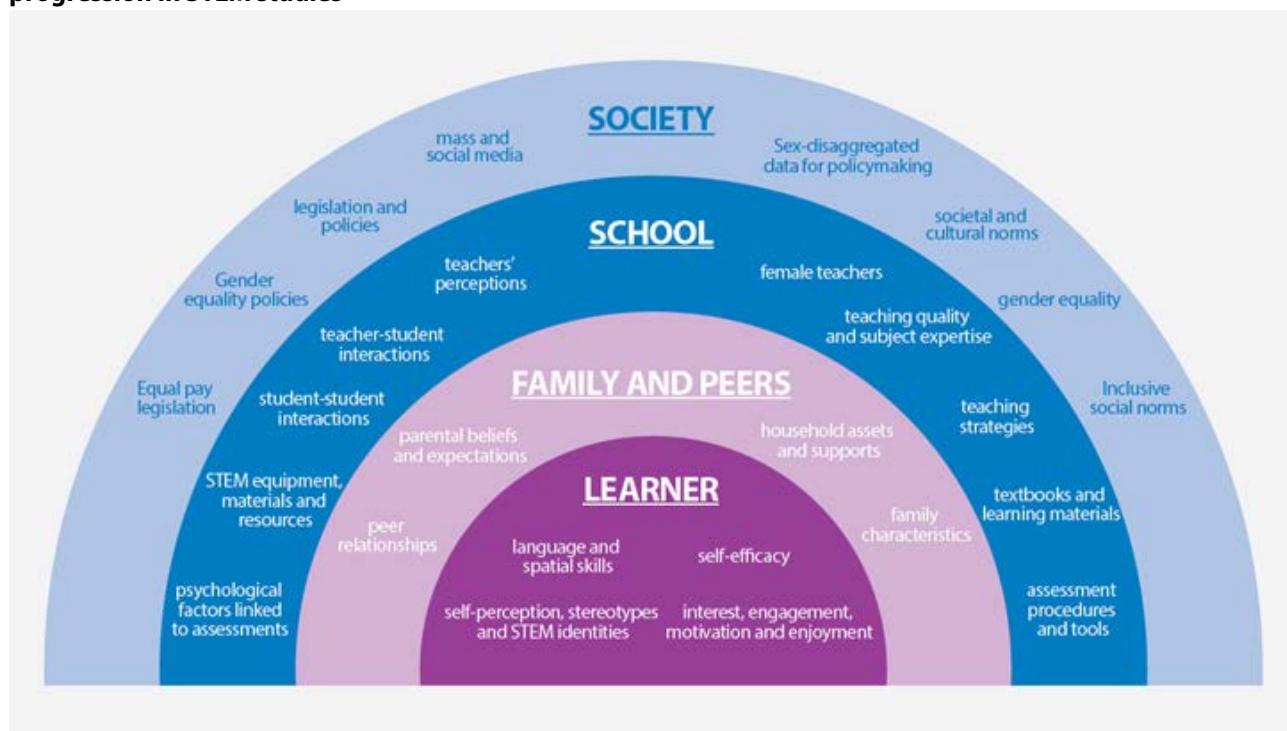 progression in STEM studies
SOCIETY
mass and
social media
Sex-disaggregated
data for policymaking
legislation and
policies
societal and
cultural norms
Gender
equality policies
gender equality
Equal pay
legislation
Inclusive
social norms
SCHOOL
teachers'
perceptions
female teachers
teacher-student
interactions
teaching quality
and subject expertise
student-student
interactions
teaching
strategies
STEM equipment,
materials and
resources
textbooks and
learning materials
psychological
factors linked
to assessments
assessment
procedures
and tools
FAMILY AND PEERS
parental beliefs
and expectations
household assets
and supports
peer
relationships
family
characteristics
LEARNER
language and
spatial skills
self-efficacy
self-perception, stereotypes
and STEM identities
interest, engagement,
motivation and enjoyment